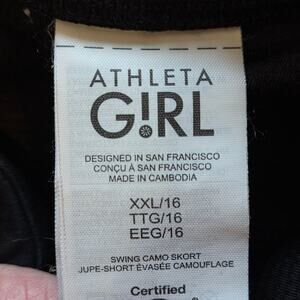 ATHLETA
GIRL
DESIGNED IN SAN FRANCISCO
CONÇU À SAN FRANCISCO
MADE IN CAMBODIA
XXL/16
TTG/16
EEG/16
SWING CAMO SKORT
JUPE-SHORT ÉVASÉE CAMOUFLAGE
Certified